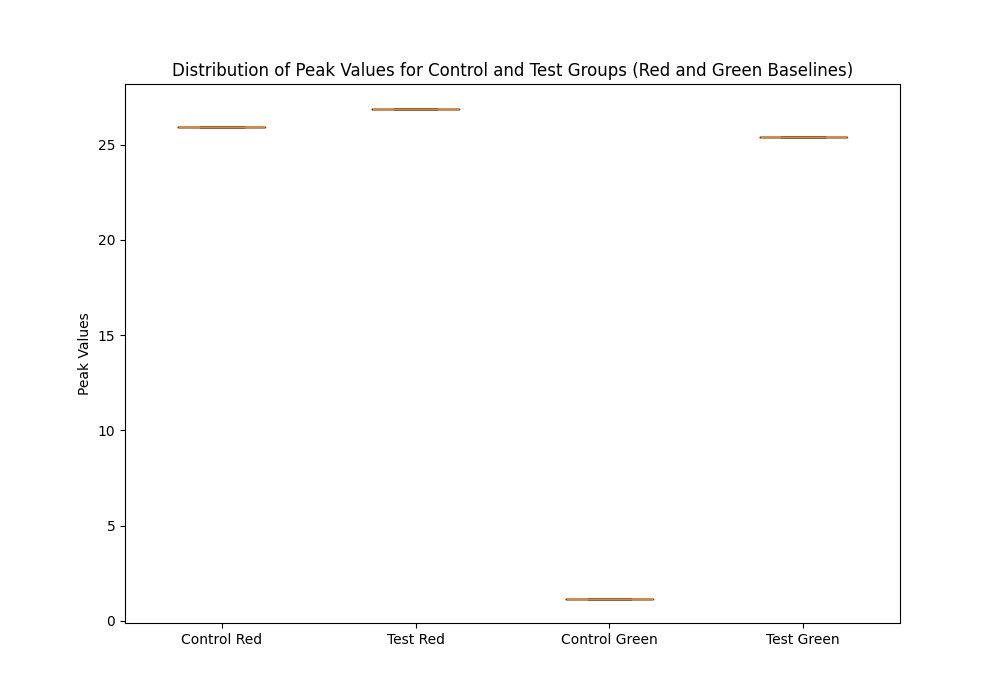 Distribution of Peak Values for Control and Test Groups (Red and Green Baselines)
Peak Values
25
20
15
10
5
0
Control Red
Test Red
Control Green
Test Green